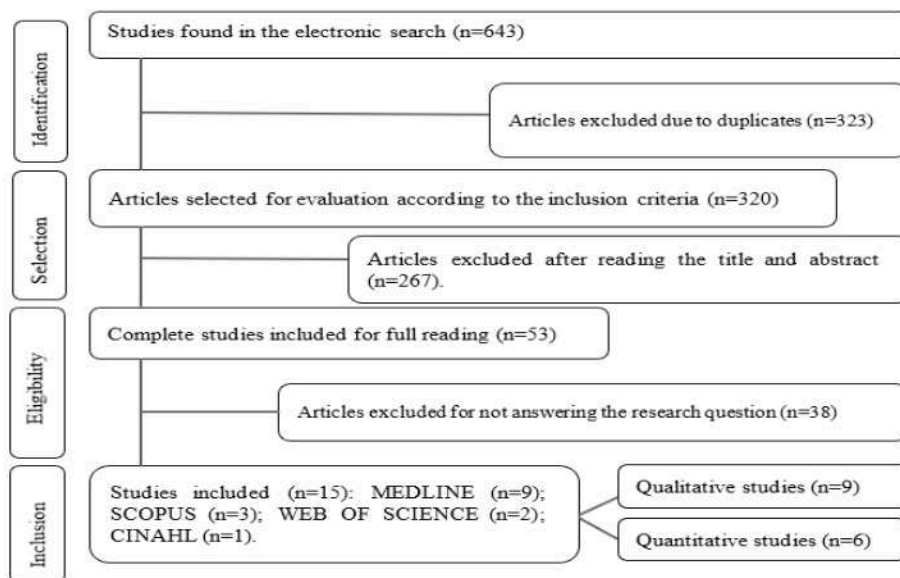 Identification
Studies found in the electronic search (n=643)
Articles excluded due to duplicates (n=323)
Selection
Articles selected for evaluation according to the inclusion criteria (n=320)
Articles excluded after reading the title and abstract
(n=267).
Eligibility
Complete studies included for full reading (n=53)
Articles excluded for not answering the research question (n=38)
Inclusion
Studies included (n=15): MEDLINE (n=9);
SCOPUS (n=3); WEB OF SCIENCE (n=2);
CINAHL (n=1).
Qualitative studies (n=9)
Quantitative studies (n=6)